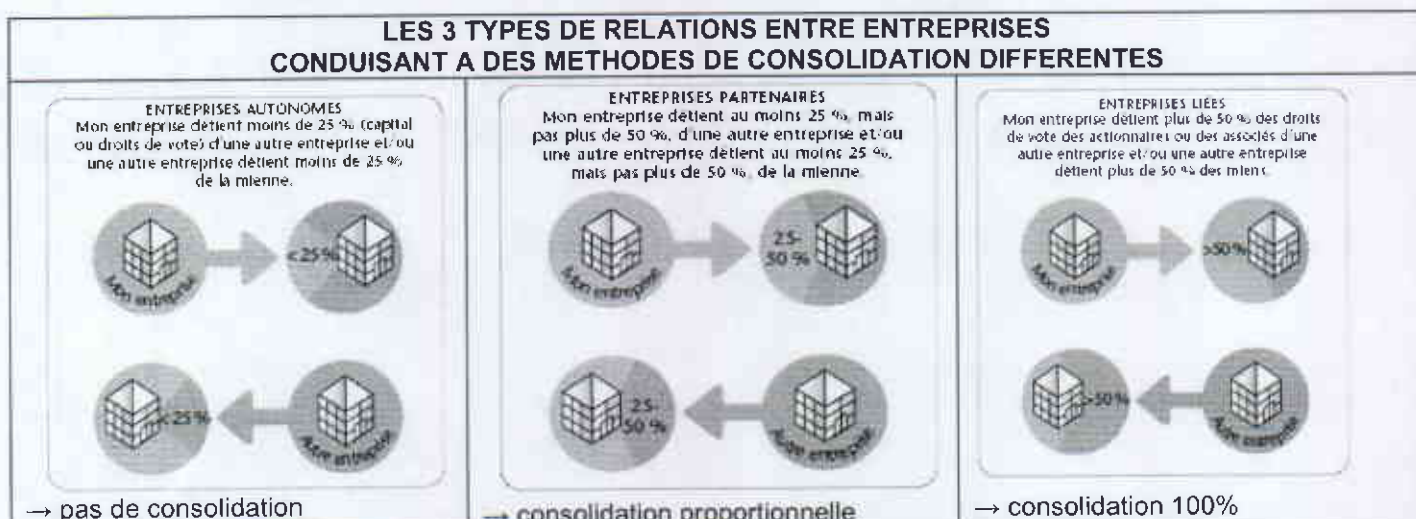 LES 3 TYPES DE RELATIONS ENTRE ENTREPRISES
CONDUISANT A DES METHODES DE CONSOLIDATION DIFFERENTES
ENTREPRISES AUTONOMES
Mon entreprise détient moins de 25 % (capital
ou droits de vote) d'une autre entreprise et/ou
une autre entreprise détient moins de 25 %
de la mienne.
Mon entreprise
< 25 %
< 25 %
Autre entreprise
→ pas de consolidation
ENTREPRISES PARTENAIRES
Mon entreprise détient au moins 25 %, mais
pas plus de 50 %, d'une autre entreprise et/ou
une autre entreprise détient au moins 25 %,
mais pas plus de 50 %, de la mienne.
Mon entreprise
25-
50 %
25-
50 %
Autre entreprise
→ consolidation proportionnelle
ENTREPRISES LIÉES
Mon entreprise détient plus de 50 % des droits
de vote des actionnaires ou des associés d'une
autre entreprise et/ou une autre entreprise
détient plus de 50 % des miens.
Mon entreprise
>50 %
>50 %
Autre entreprise
→ consolidation 100%